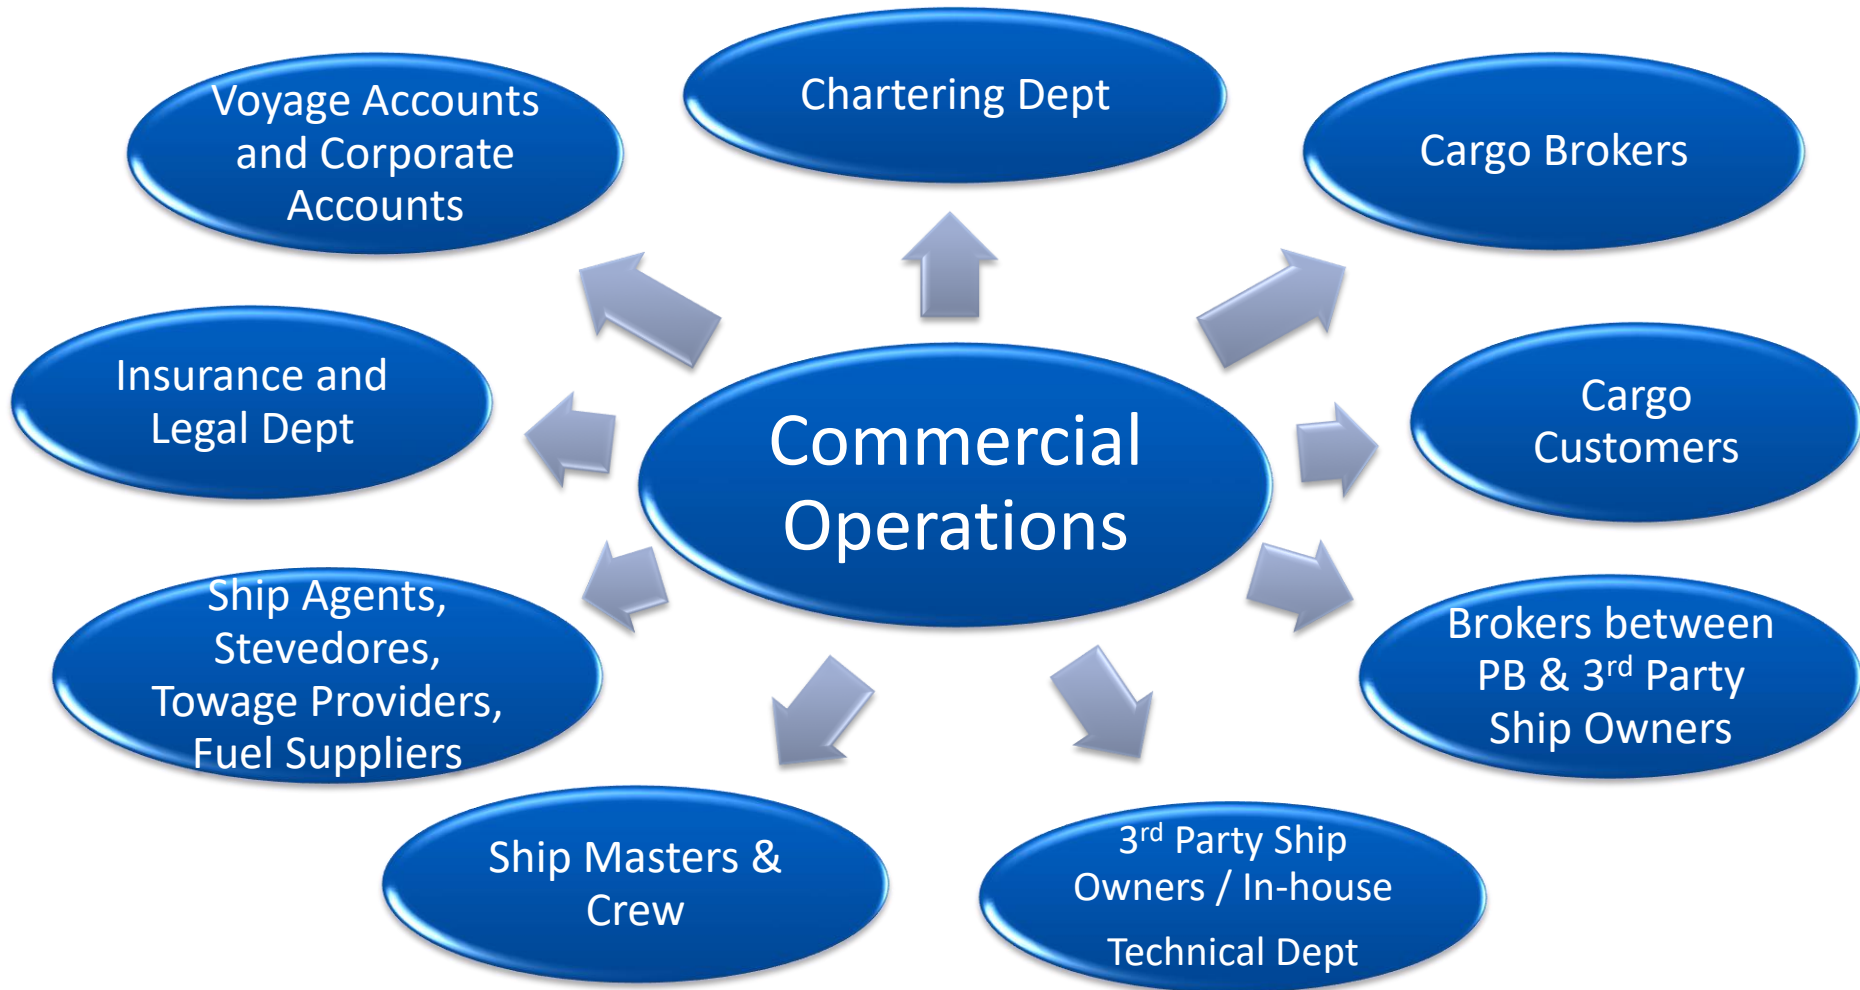 Chartering Dept
Voyage Accounts
and Corporate
Accounts
Cargo Brokers
Insurance and
Legal Dept
Cargo
Customers
Commercial
Operations
Ship Agents,
Stevedores,
Towage Providers,
Fuel Suppliers
Brokers between
PB & 3rd Party
Ship Owners
Ship Masters &
Crew
3rd Party Ship
Owners / In-house
Technical Dept